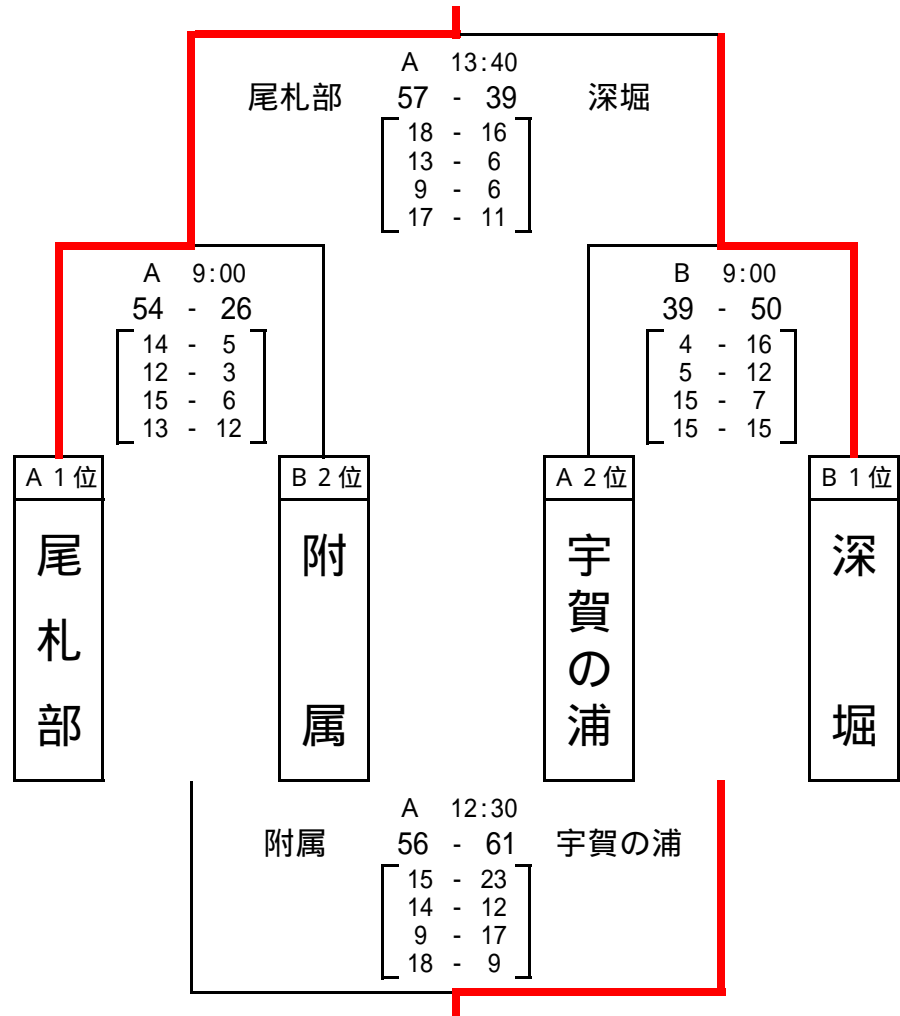 A 13:40
尾札部 57 - 39 深堀
18 - 16
13 - 6
9 - 6
17 - 11
A 9:00
54 - 26
14 - 5
12 - 3
15 - 6
13 - 12
B 9:00
39 - 50
4 - 16
5 - 12
15 - 7
15 - 15
A1位
尾札部
B2位
附属
A2位
宇賀の浦
B1位
深堀
A 12:30
附属 56 - 61 宇賀の浦
15 - 23
14 - 12
9 - 17
18 - 9